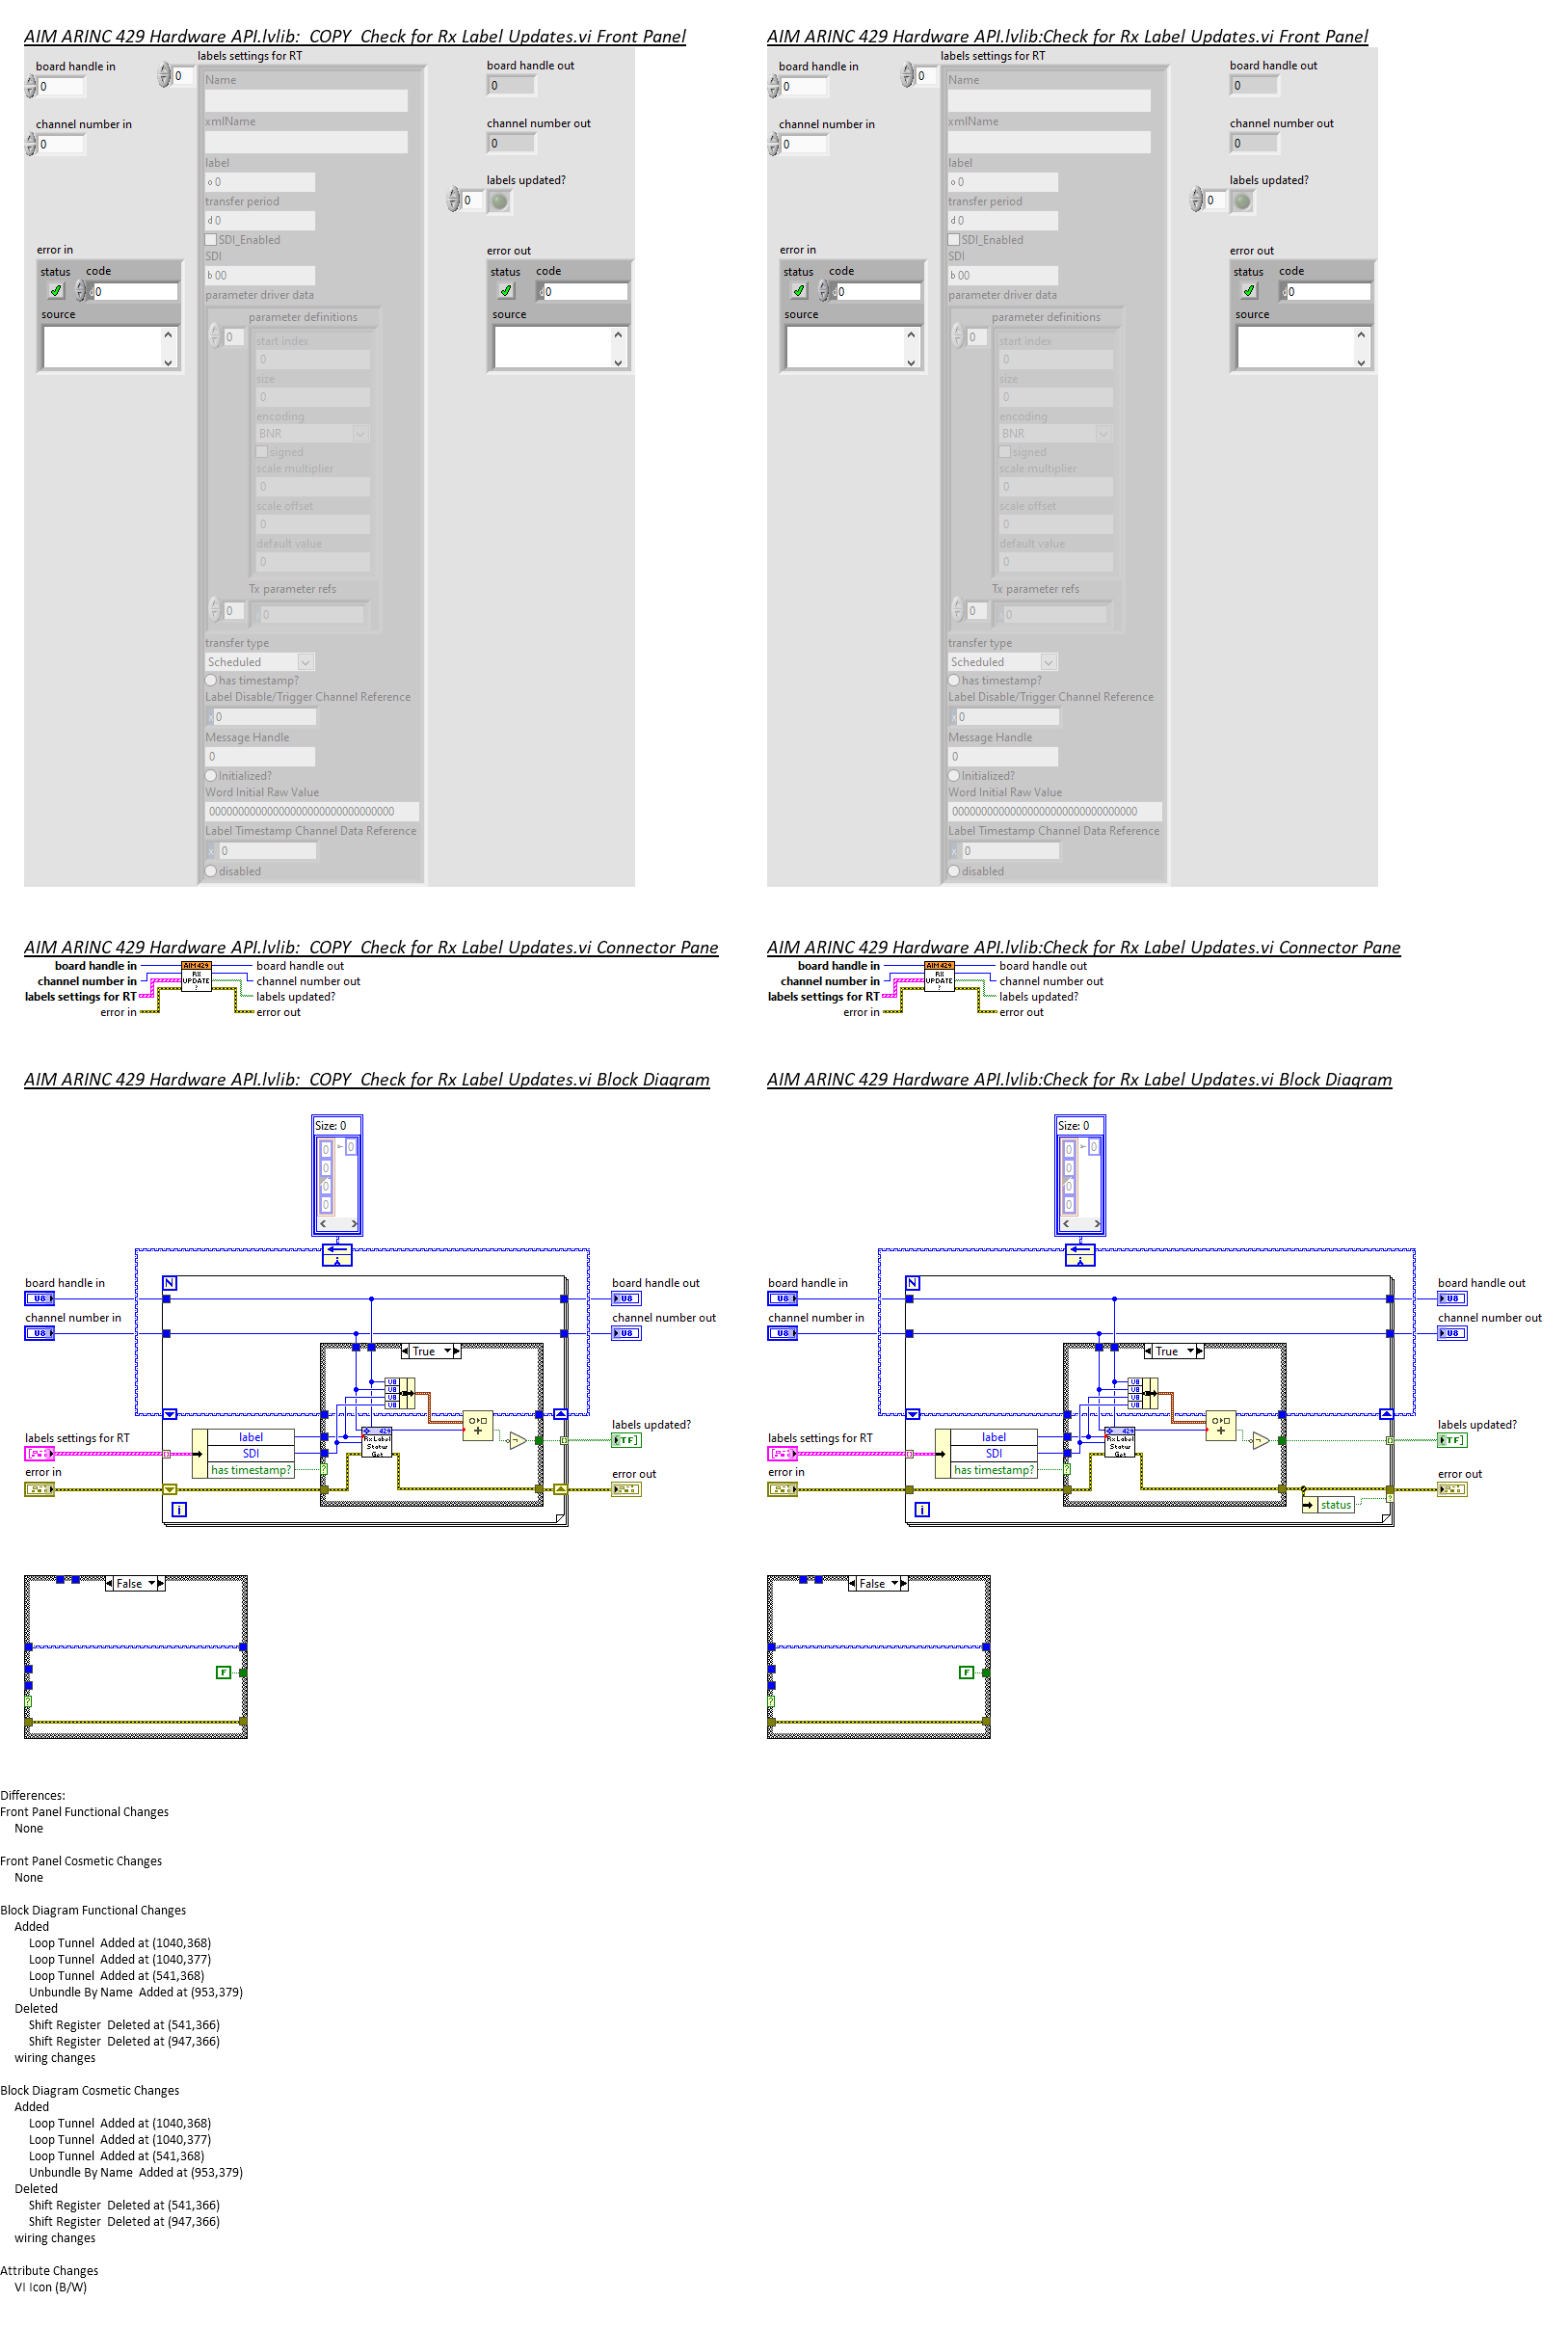 AIM ARINC 429 Hardware API.lvlib:  COPY  Check for Rx Label Updates.vi Front Panel
labels settings for RT
board handle in
0
0
channel number in
0
Name
xmlName
label
o 0
transfer period
d 0
SDI_Enabled
SDI
b 00
parameter driver data
parameter definitions
0
start index
0
size
0
encoding
BNR
signed
scale multiplier
0
scale offset
0
default value
0
Tx parameter refs
0
0
transfer type
Scheduled
has timestamp?
Label Disable/Trigger Channel Reference
x 0
Message Handle
0
Initialized?
Word Initial Raw Value
00000000000000000000000000000000
Label Timestamp Channel Data Reference
x 0
disabled
board handle out
0
channel number out
0
labels updated?
0
error in
status code
d 0
source
error out
status code
d 0
source
AIM ARINC 429 Hardware API.lvlib:Check for Rx Label Updates.vi Front Panel
labels settings for RT
board handle in
0
0
channel number in
0
Name
xmlName
label
o 0
transfer period
d 0
SDI_Enabled
SDI
b 00
parameter driver data
parameter definitions
0
start index
0
size
0
encoding
BNR
signed
scale multiplier
0
scale offset
0
default value
0
Tx parameter refs
0
0
transfer type
Scheduled
has timestamp?
Label Disable/Trigger Channel Reference
x 0
Message Handle
0
Initialized?
Word Initial Raw Value
00000000000000000000000000000000
Label Timestamp Channel Data Reference
x 0
disabled
board handle out
0
channel number out
0
labels updated?
0
error in
status code
d 0
source
error out
status code
d 0
source
AIM ARINC 429 Hardware API.lvlib:  COPY  Check for Rx Label Updates.vi Connector Pane
board handle in
channel number in
labels settings for RT
error in
AIM 429
RX
UPDATE
?
board handle out
channel number out
labels updated?
error out
AIM ARINC 429 Hardware API.lvlib:Check for Rx Label Updates.vi Connector Pane
board handle in
channel number in
labels settings for RT
error in
AIM 429
RX
UPDATE
?
board handle out
channel number out
labels updated?
error out
AIM ARINC 429 Hardware API.lvlib:  COPY  Check for Rx Label Updates.vi Block Diagram
Size: 0
0 0
0
0
0
N
board handle in
U8
channel number in
U8
True
U8
U8
U8
U8
429
Rx Label
Status
Get
labels settings for RT
label
SDI
has timestamp?
?
error in
i
board handle out
U8
channel number out
U8
labels updated?
TF
error out
False
F
?
AIM ARINC 429 Hardware API.lvlib:Check for Rx Label Updates.vi Block Diagram
Size: 0
0 0
0
0
0
N
board handle in
U8
channel number in
U8
True
U8
U8
U8
U8
429
Rx Label
Status
Get
labels settings for RT
label
SDI
has timestamp?
?
error in
i
status
board handle out
U8
channel number out
U8
labels updated?
TF
error out
False
F
?
Differences:
Front Panel Functional Changes
None
Front Panel Cosmetic Changes
None
Block Diagram Functional Changes
Added
Loop Tunnel  Added at (1040,368)
Loop Tunnel  Added at (1040,377)
Loop Tunnel  Added at (541,368)
Unbundle By Name  Added at (953,379)
Deleted
Shift Register  Deleted at (541,366)
Shift Register  Deleted at (947,366)
wiring changes
Block Diagram Cosmetic Changes
Added
Loop Tunnel  Added at (1040,368)
Loop Tunnel  Added at (1040,377)
Loop Tunnel  Added at (541,368)
Unbundle By Name  Added at (953,379)
Deleted
Shift Register  Deleted at (541,366)
Shift Register  Deleted at (947,366)
wiring changes
Attribute Changes
VI Icon (B/W)